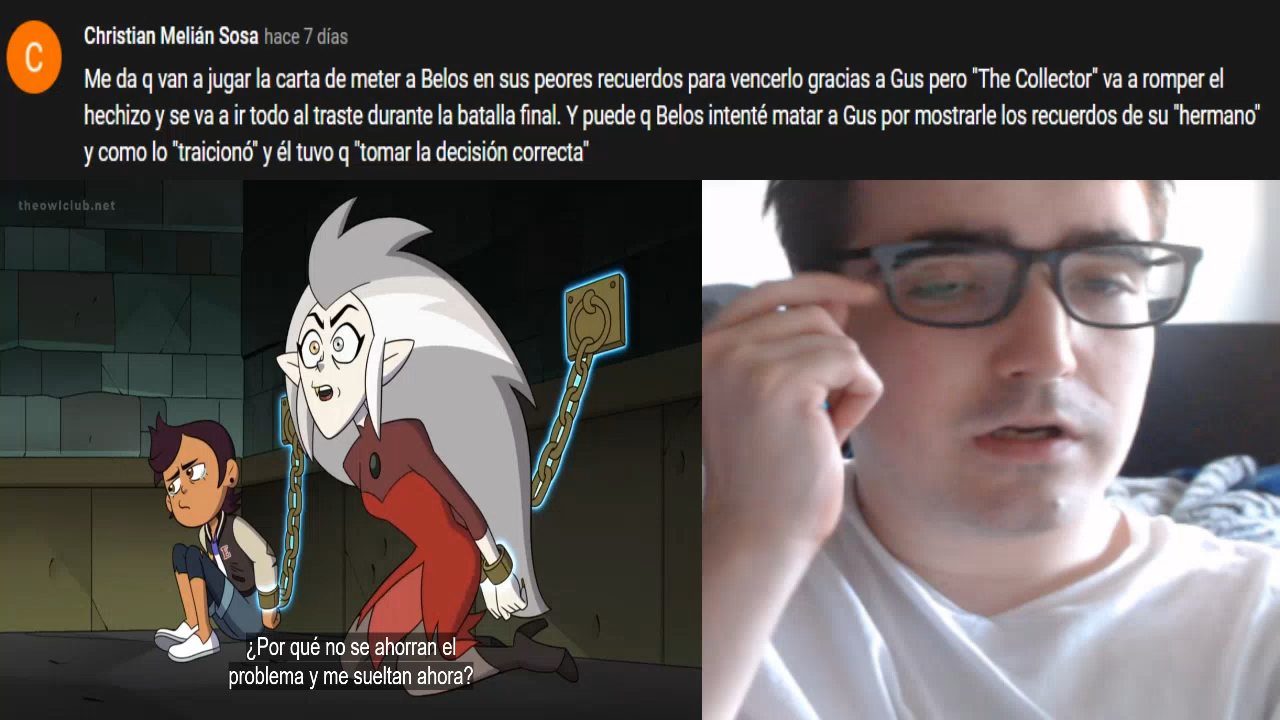 C
Christian Melián Sosa hace 7 días
Me da q van a jugar la carta de meter a Belos en sus peores recuerdos para vencerlo gracias a Gus pero "The Collector" va a romper el
hechizo y se va a ir todo al traste durante la batalla final. Y puede q Belos intenté matar a Gus por mostrarle los recuerdos de su "hermano"
y como lo "traicionó" y él tuvo q "tomar la decisión correcta"
theowlclub.net
E
¿Por qué no se ahorran el
problema y me sueltan ahora?